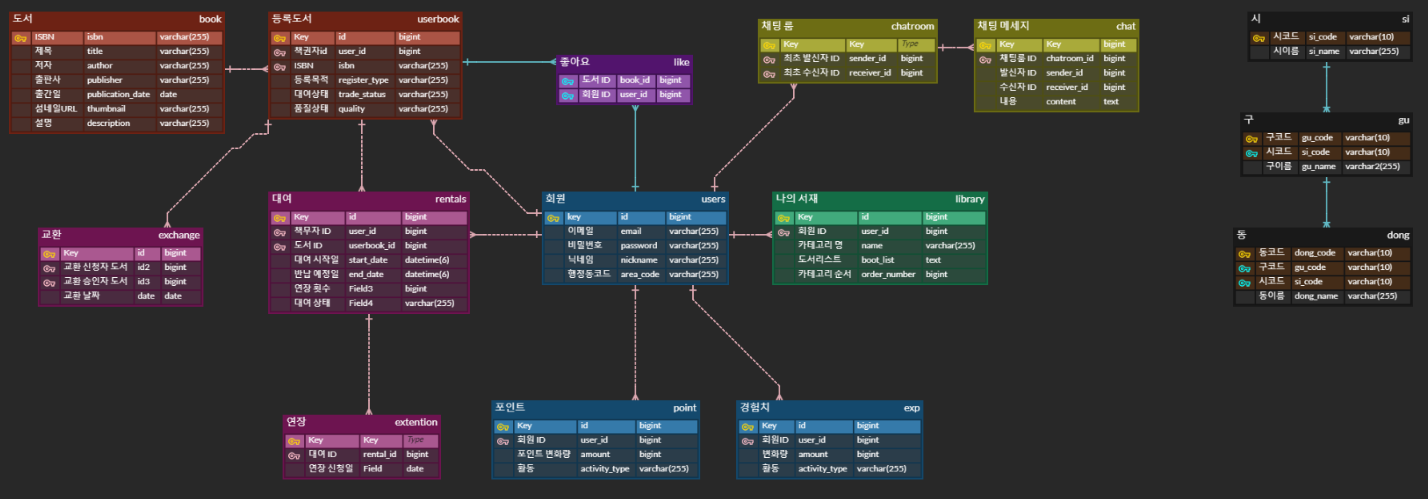 도서 book
ISBN isbn varchar(255)
제목 title varchar(255)
저자 author varchar(255)
출판사 publisher varchar(255)
출간일 publication_date date
섬네일URL thumbnail varchar(255)
설명 description varchar(255)
등록도서 userbook
Key id bigint
책권자id user_id bigint
ISBN isbn varchar(255)
등록목적 register_type varchar(255)
대여상태 trade_status varchar(255)
품질상태 quality varchar(255)
좋아요 like
도서 ID book_id bigint
회원 ID user_id bigint
채팅 룸 chatroom
Key Key Type
최초 발신자 ID sender_id bigint
최초 수신자 ID receiver_id bigint
채팅 메세지 chat
Key Key bigint
채팅룸 ID chatroom_id bigint
발신자 ID sender_id bigint
수신자 ID receiver_id bigint
내용 content text
시 si
시코드 si_code varchar(10)
시이름 si_name varchar(255)
구 gu
구코드 gu_code varchar(10)
시코드 si_code varchar(10)
구이름 gu_name varchar2(255)
동 dong
동코드 dong_code varchar(10)
구코드 gu_code varchar(10)
시코드 si_code varchar(10)
동이름 dong_name varchar(255)
교환 exchange
Key id bigint
교환 신청자 도서 id2 bigint
교환 승인자 도서 id3 bigint
교환 날짜 date date
대여 rentals
Key id bigint
책무자 ID user_id bigint
도서 ID userbook_id bigint
대여 시작일 start_date datetime(6)
반납 예정일 end_date datetime(6)
연장 횟수 Field3 bigint
대여 상태 Field4 varchar(255)
회원 users
key id bigint
이메일 email varchar(255)
비밀번호 password varchar(255)
닉네임 nickname varchar(255)
행정동코드 area_code varchar(255)
나의 서재 library
Key id bigint
회원 ID user_id bigint
카테고리 명 name varchar(255)
도서리스트 boot_list text
카테고리 순서 order_number bigint
연장 extention
Key Key Type
대여 ID rental_id bigint
연장 신청일 Field date
포인트 point
Key id bigint
회원 ID user_id bigint
포인트 변화량 amount bigint
활동 activity_type varchar(255)
경험치 exp
Key id bigint
회원ID user_id bigint
변화량 amount bigint
활동 activity_type varchar(255)